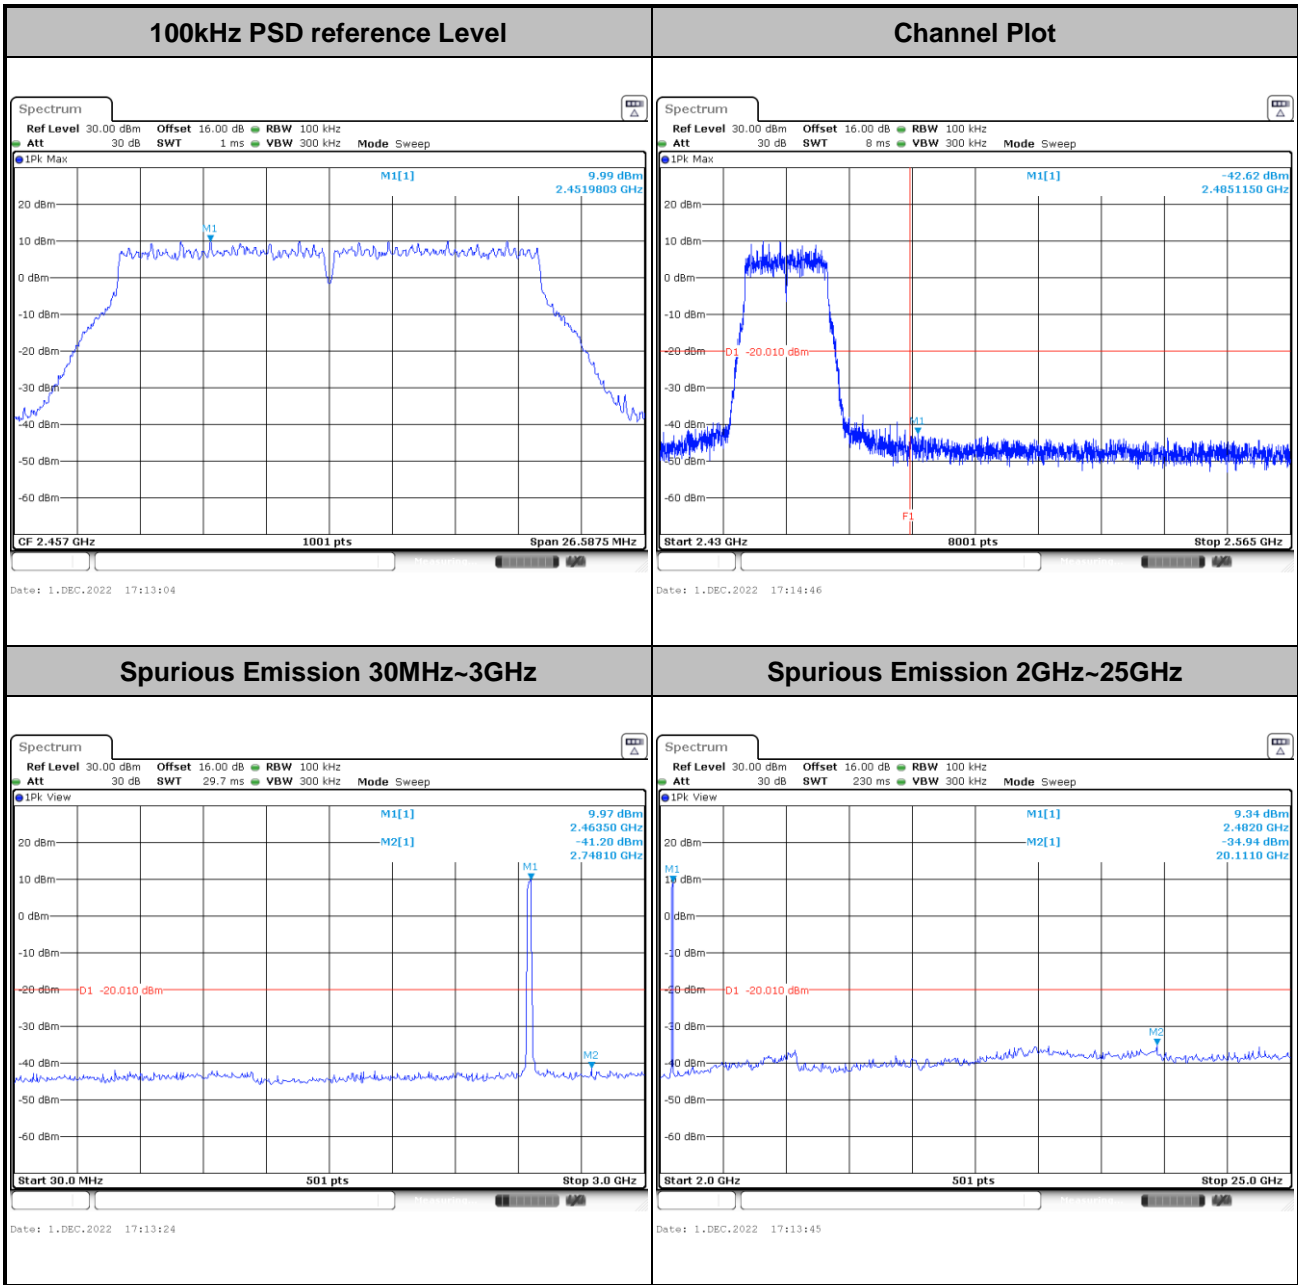 100kHz PSD reference Level
Spectrum
Ref Level 30.00 dBm Offset 16.00 dB RBW 100 kHz
Att 30 dB SWT 1 ms VBW 300 kHz Mode Sweep
1Pk Max
M1[1] 9.99 dBm
2.4519803 GHz
20 dBm
M1
10 dBm
0 dBm
-10 dBm
-20 dBm
-30 dBm
-40 dBm
-50 dBm
-60 dBm
CF 2.457 GHz 1001 pts Span 26.5875 MHz
Measuring...
Date: 1.DEC.2022 17:13:04
Channel Plot
Spectrum
Ref Level 30.00 dBm Offset 16.00 dB RBW 100 kHz
Att 30 dB SWT 8 ms VBW 300 kHz Mode Sweep
1Pk Max
M1[1] -42.62 dBm
2.4851150 GHz
20 dBm
10 dBm
0 dBm
-10 dBm
-20 dBm D1 -20.010 dBm
-30 dBm
-40 dBm M1
-50 dBm
-60 dBm
F1
Start 2.43 GHz 8001 pts Stop 2.565 GHz
Measuring...
Date: 1.DEC.2022 17:14:46
Spurious Emission 30MHz~3GHz
Spectrum
Ref Level 30.00 dBm Offset 16.00 dB RBW 100 kHz
Att 30 dB SWT 29.7 ms VBW 300 kHz Mode Sweep
1Pk View
M1[1] 9.97 dBm
2.46350 GHz
20 dBm M2[1] -41.20 dBm
2.74810 GHz
M1
10 dBm
0 dBm
-10 dBm
-20 dBm D1 -20.010 dBm
-30 dBm
M2
-40 dBm
-50 dBm
-60 dBm
Start 30.0 MHz 501 pts Stop 3.0 GHz
Measuring...
Date: 1.DEC.2022 17:13:24
Spurious Emission 2GHz~25GHz
Spectrum
Ref Level 30.00 dBm Offset 16.00 dB RBW 100 kHz
Att 30 dB SWT 230 ms VBW 300 kHz Mode Sweep
1Pk View
M1[1] 9.34 dBm
2.4820 GHz
20 dBm M2[1] -34.94 dBm
20.1110 GHz
M1
10 dBm
0 dBm
-10 dBm
-20 dBm D1 -20.010 dBm
-30 dBm
M2
-40 dBm
-50 dBm
-60 dBm
Start 2.0 GHz 501 pts Stop 25.0 GHz
Measuring...
Date: 1.DEC.2022 17:13:45